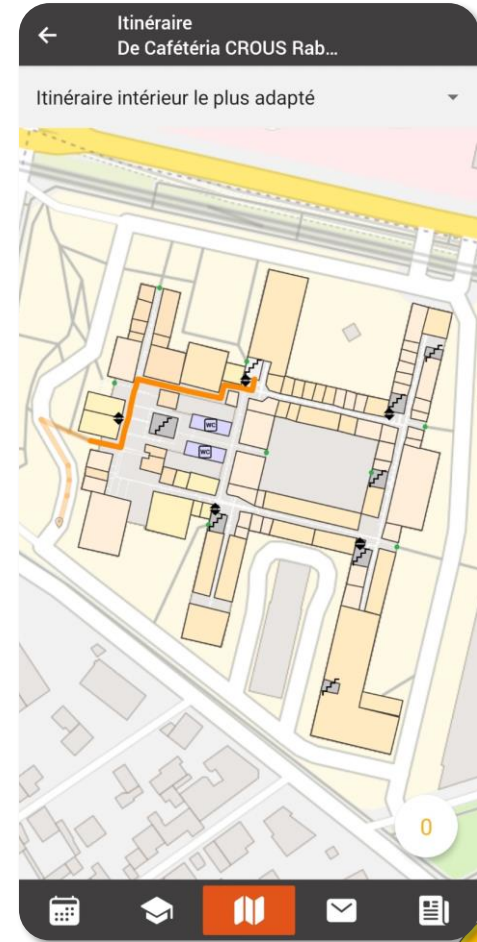 Itinéraire
De Cafétéria CROUS Rab...
Itinéraire intérieur le plus adapté
WC
WC
0